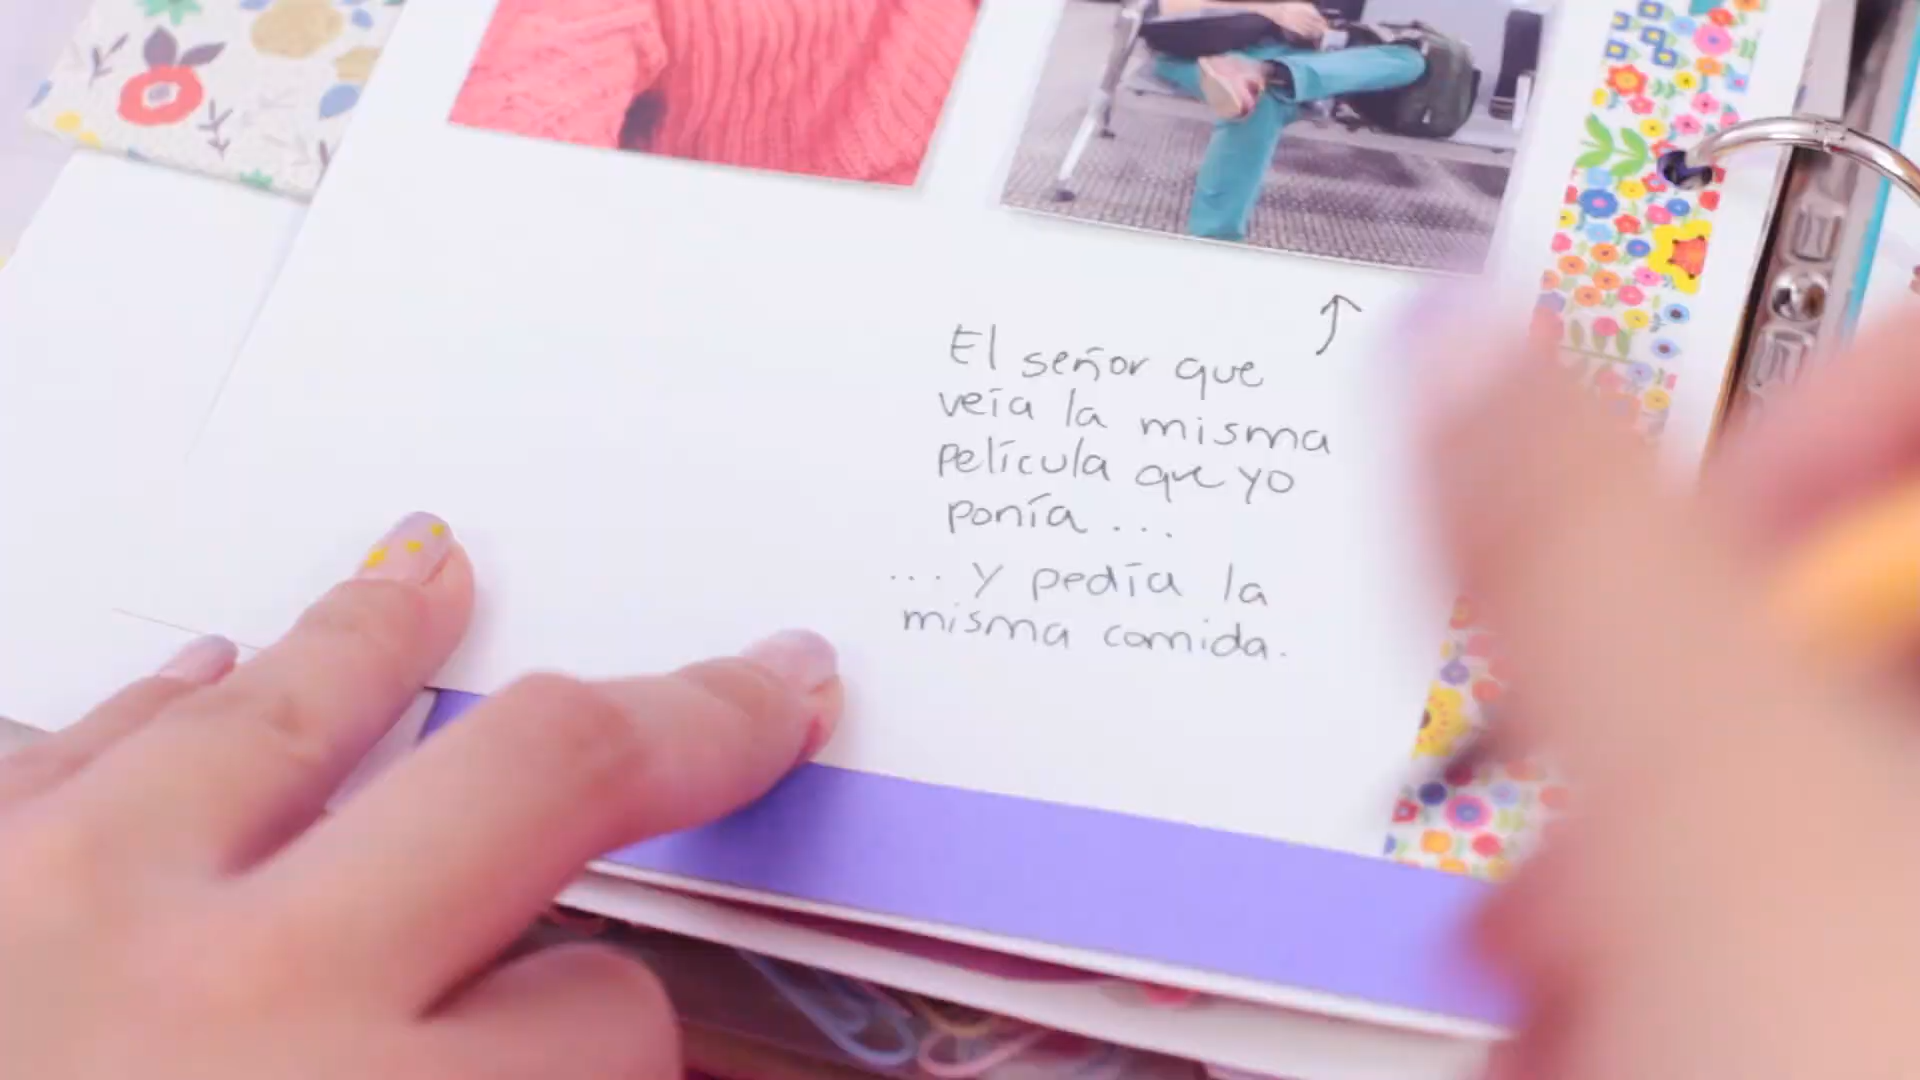 El señor que
veía la misma
película que yo
ponía...
... y pedía la
misma comida.